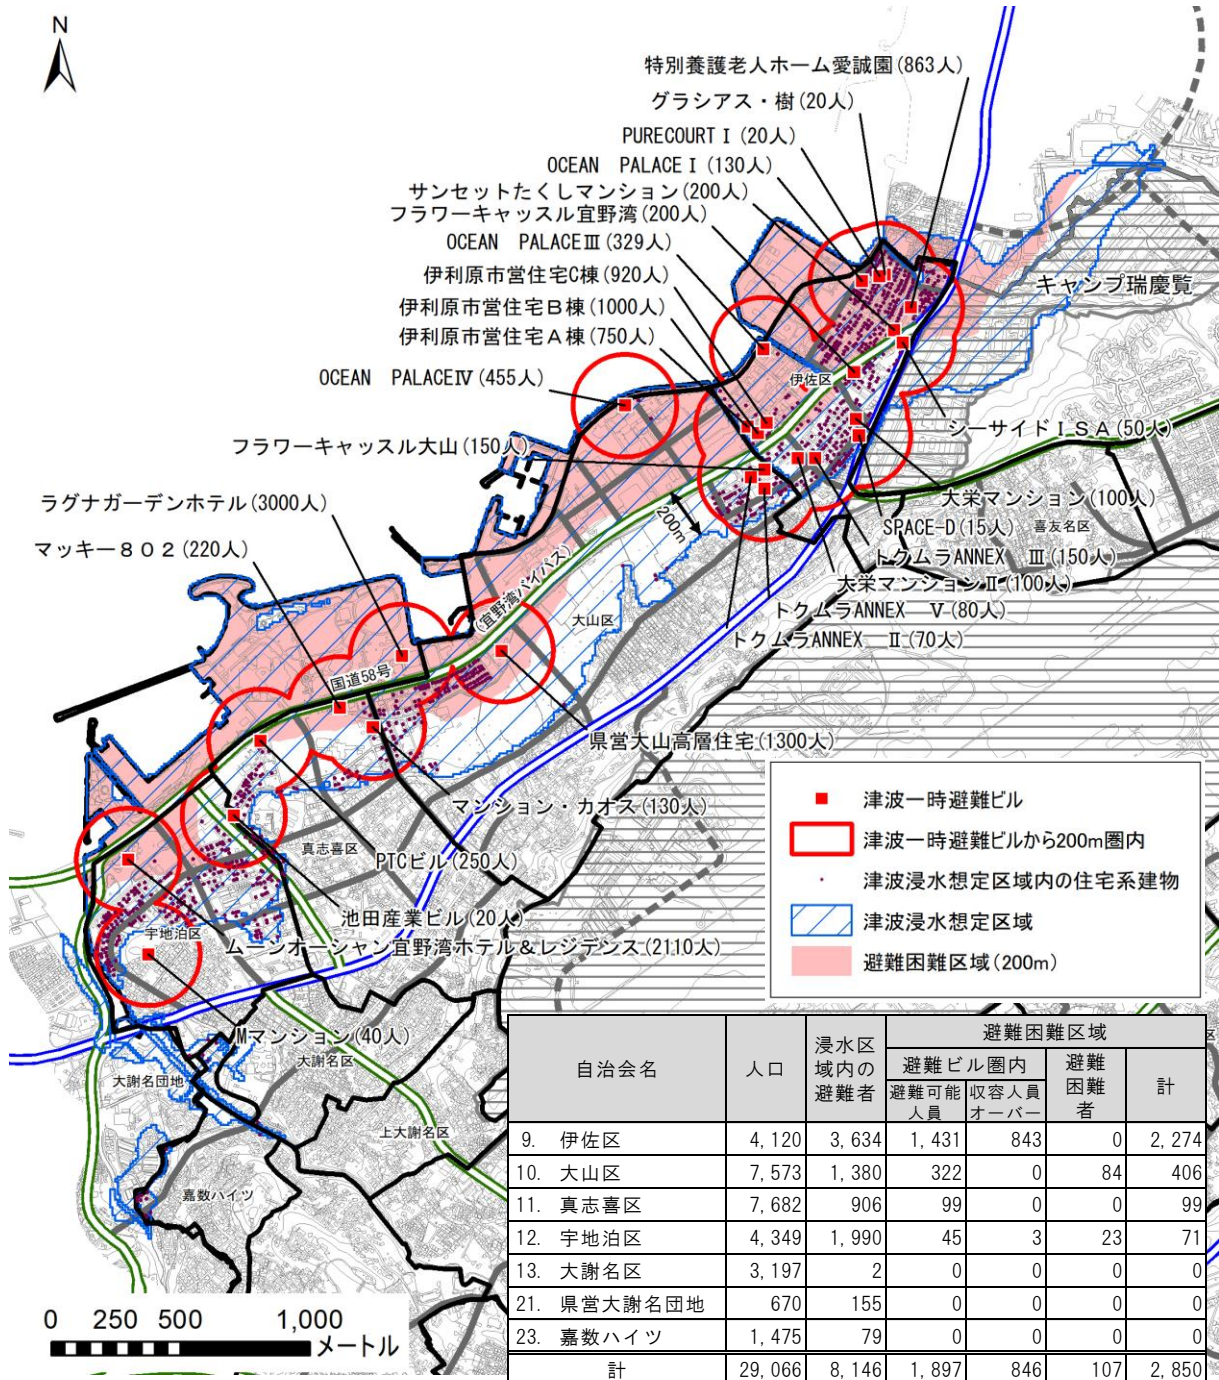 N
特別養護老人ホーム愛誠園(863人)
グラシアス・樹(20人)
PURECOURTⅠ(20人)
OCEAN PALACEⅠ(130人)
サンセットたくしマンション(200人)
フラワーキャッスル宜野湾(200人)
OCEAN PALACEⅢ(329人)
伊利原市営住宅C棟(920人)
伊利原市営住宅B棟(1000人)
伊利原市営住宅A棟(750人)
OCEAN PALACEⅣ(455人)
フラワーキャッスル大山(150人)
ラグナガーデンホテル(3000人)
マッキー802(220人)
キャンプ瑞慶覧
伊佐区
シーサイドISA(50人)
大栄マンション(100人)
SPACE-D(15人)
喜友名区
トクムラANNEX Ⅲ(150人)
大栄マンションⅡ(100人)
トクムラANNEX Ⅴ(80人)
トクムラANNEX Ⅱ(70人)
200m
(宜野湾バイパス)
大山区
国道58号
県営大山高層住宅(1300人)
マンション・カオス(130人)
真志喜区
PTCビル(250人)
池田産業ビル(20人)
宇地泊区
ムーンオーシャン宜野湾ホテル&レジデンス(2110人)
Mマンション(40人)
大謝名区
大謝名団地
上大謝名区
嘉数ハイツ
津波一時避難ビル
津波一時避難ビルから200m圏内
津波浸水想定区域内の住宅系建物
津波浸水想定区域
避難困難区域(200m)
自治会名 人口 浸水区域内の避難者 避難困難区域
避難ビル圏内 避難困難者 計
避難可能人員 収容人員オーバー
9. 伊佐区 4,120 3,634 1,431 843 0 2,274
10. 大山区 7,573 1,380 322 0 84 406
11. 真志喜区 7,682 906 99 0 0 99
12. 宇地泊区 4,349 1,990 45 3 23 71
13. 大謝名区 3,197 2 0 0 0 0
21. 県営大謝名団地 670 155 0 0 0 0
23. 嘉数ハイツ 1,475 79 0 0 0 0
計 29,066 8,146 1,897 846 107 2,850
0 250 500 1,000
メートル